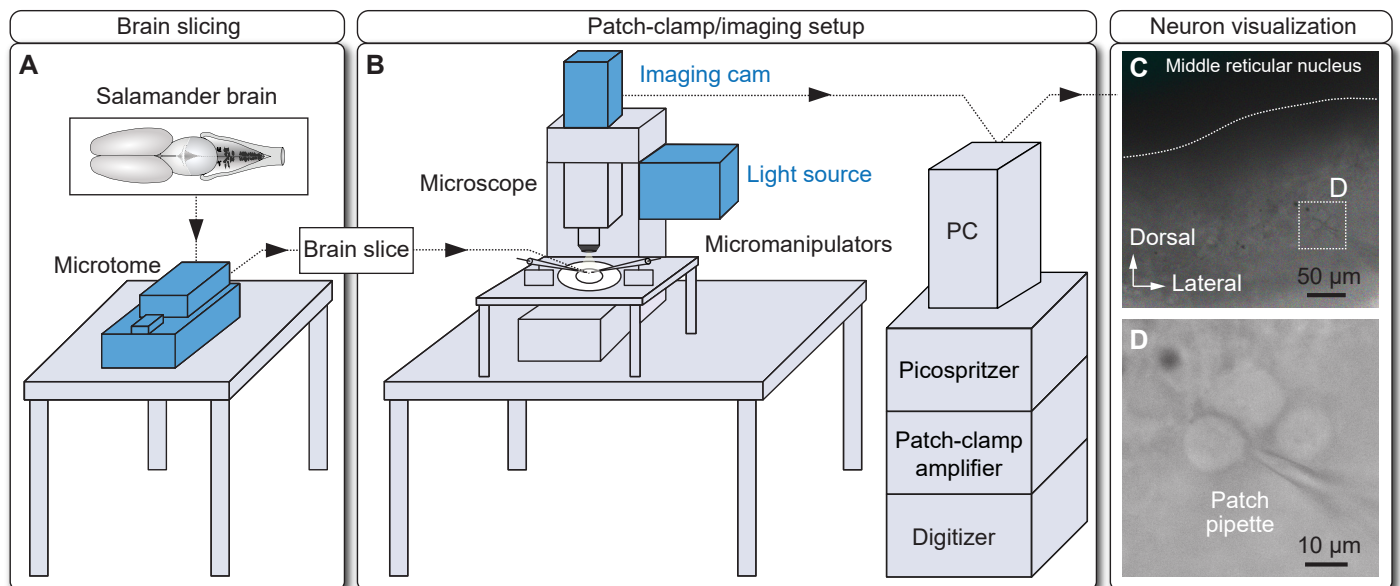 Brain slicing
Patch-clamp/imaging setup
Neuron visualization
A
Salamander brain
Microtome
Brain slice
B
Imaging cam
Light source
Microscope
Micromanipulators
PC
Picospritzer
Patch-clamp
amplifier
Digitizer
C
Middle reticular nucleus
D
Dorsal
Lateral
50 μm
D
Patch
pipette
10 μm